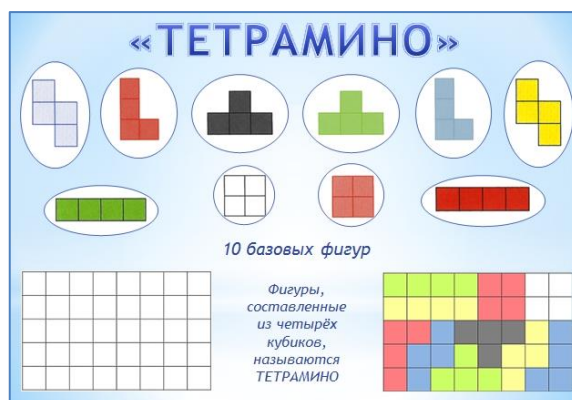 «ТЕТРАМИНО»
10 базовых фигур
Фигуры,
составленные
из четырёх
кубиков,
называются
ТЕТРАМИНО